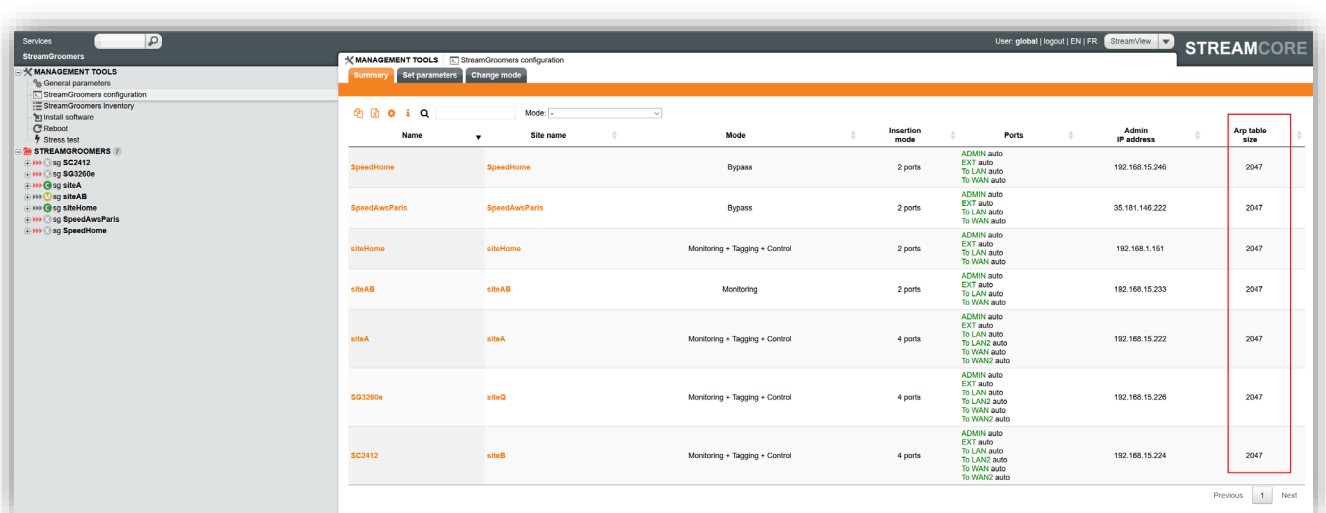 Services
User: global | logout | EN | FR StreamView
STREAMCORE
StreamGroomers
MANAGEMENT TOOLS
General parameters
StreamGroomers configuration
StreamGroomers Inventory
Install software
Reboot
Stress test
STREAMGROOMERS 7
sg SC2412
sg SG3260e
C sg siteA
M sg siteAB
C sg siteHome
sg SpeedAwsParis
sg SpeedHome
MANAGEMENT TOOLS StreamGroomers configuration
Summary Set parameters Change mode
Mode: -
Name Site name Mode Insertion mode Ports Admin IP address Arp table size
SpeedHome SpeedHome Bypass 2 ports ADMIN auto
EXT auto
To LAN auto
To WAN auto
192.168.15.246 2047
SpeedAwsParis SpeedAwsParis Bypass 2 ports ADMIN auto
EXT auto
To LAN auto
To WAN auto
35.181.146.222 2047
siteHome siteHome Monitoring + Tagging + Control 2 ports ADMIN auto
EXT auto
To LAN auto
To WAN auto
192.168.1.151 2047
siteAB siteAB Monitoring 2 ports ADMIN auto
EXT auto
To LAN auto
To WAN auto
192.168.15.233 2047
siteA siteA Monitoring + Tagging + Control 4 ports ADMIN auto
EXT auto
To LAN auto
To LAN2 auto
To WAN auto
To WAN2 auto
192.168.15.222 2047
SG3260e siteQ Monitoring + Tagging + Control 4 ports ADMIN auto
EXT auto
To LAN auto
To LAN2 auto
To WAN auto
To WAN2 auto
192.168.15.226 2047
SC2412 siteB Monitoring + Tagging + Control 4 ports ADMIN auto
EXT auto
To LAN auto
To LAN2 auto
To WAN auto
To WAN2 auto
192.168.15.224 2047
Previous 1 Next